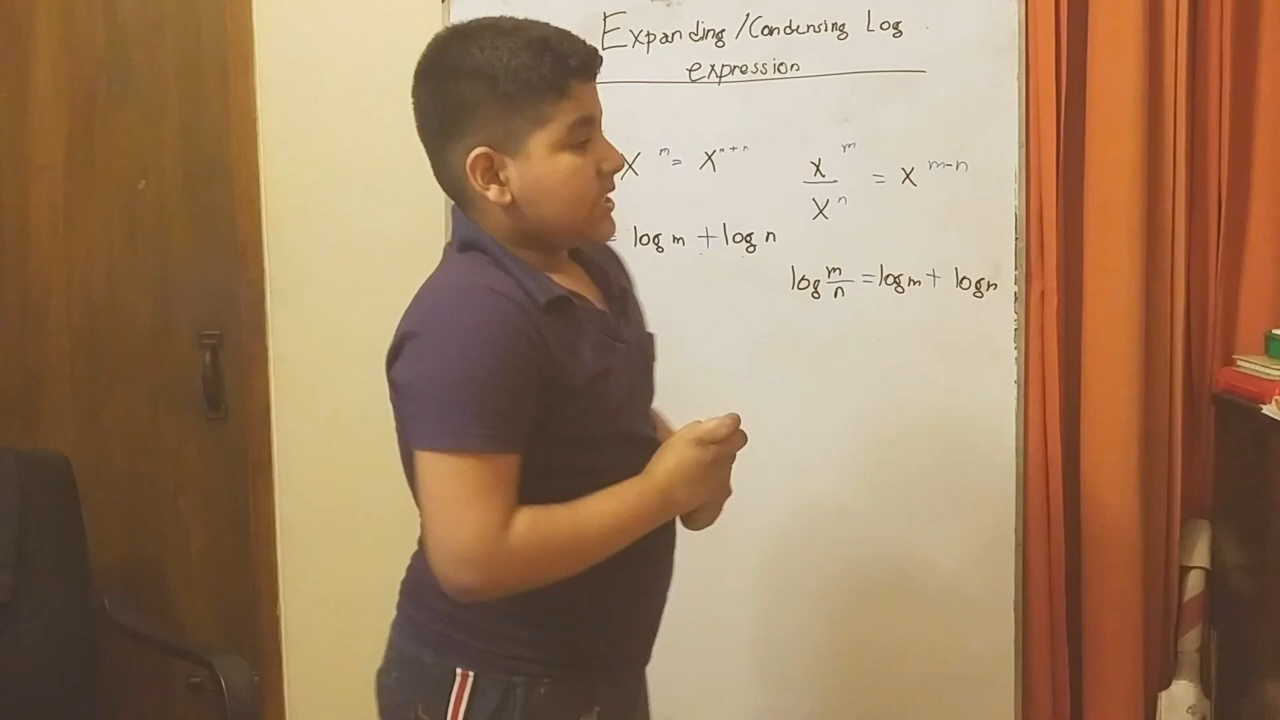 Expanding / Condensing Log
expression
x^n = x^{n+n}
x^m / x^n = x^{m-n}
= log m + log n
log m/n = log m + log n